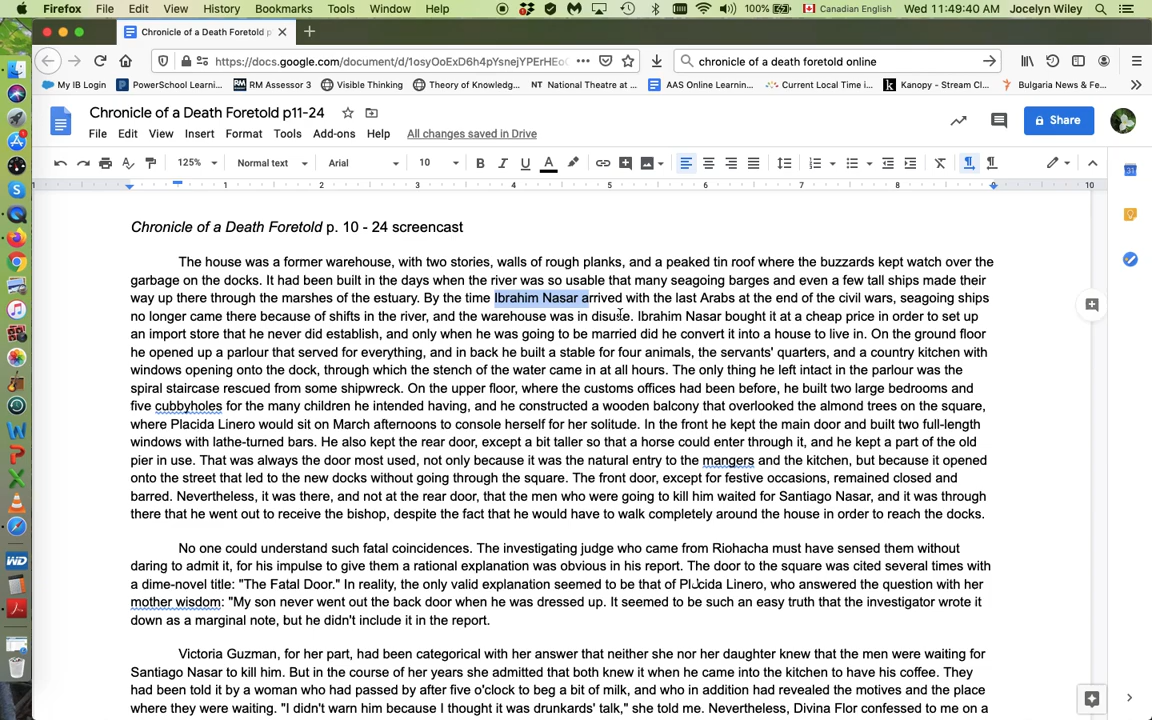 Firefox File Edit View History Bookmarks Tools Window Help 100% Canadian English Wed 11:49:40 AM Jocelyn Wiley
Chronicle of a Death Foretold p
https://docs.google.com/document/d/1osyOoExD6h4pYsnejYPErHEo
chronicle of a death foretold online
My IB Login PowerSchool Learni... RM Assessor 3 Visible Thinking Theory of Knowledg... NT National Theatre at ... AAS Online Learnin... Current Local Time i... Kanopy - Stream Cl... Bulgaria News & Fe...
Chronicle of a Death Foretold p11-24
File Edit View Insert Format Tools Add-ons Help All changes saved in Drive
Share
125% Normal text Arial 10
1 1 2 3 4 5 6 7 8 9 10
Chronicle of a Death Foretold p. 10 - 24 screencast
The house was a former warehouse, with two stories, walls of rough planks, and a peaked tin roof where the buzzards kept watch over the
garbage on the docks. It had been built in the days when the river was so usable that many seagoing barges and even a few tall ships made their
way up there through the marshes of the estuary. By the time Ibrahim Nasar arrived with the last Arabs at the end of the civil wars, seagoing ships
no longer came there because of shifts in the river, and the warehouse was in disuse. Ibrahim Nasar bought it at a cheap price in order to set up
an import store that he never did establish, and only when he was going to be married did he convert it into a house to live in. On the ground floor
he opened up a parlour that served for everything, and in back he built a stable for four animals, the servants' quarters, and a country kitchen with
windows opening onto the dock, through which the stench of the water came in at all hours. The only thing he left intact in the parlour was the
spiral staircase rescued from some shipwreck. On the upper floor, where the customs offices had been before, he built two large bedrooms and
five cubbyholes for the many children he intended having, and he constructed a wooden balcony that overlooked the almond trees on the square,
where Placida Linero would sit on March afternoons to console herself for her solitude. In the front he kept the main door and built two full-length
windows with lathe-turned bars. He also kept the rear door, except a bit taller so that a horse could enter through it, and he kept a part of the old
pier in use. That was always the door most used, not only because it was the natural entry to the mangers and the kitchen, but because it opened
onto the street that led to the new docks without going through the square. The front door, except for festive occasions, remained closed and
barred. Nevertheless, it was there, and not at the rear door, that the men who were going to kill him waited for Santiago Nasar, and it was through
there that he went out to receive the bishop, despite the fact that he would have to walk completely around the house in order to reach the docks.
No one could understand such fatal coincidences. The investigating judge who came from Riohacha must have sensed them without
daring to admit it, for his impulse to give them a rational explanation was obvious in his report. The door to the square was cited several times with
a dime-novel title: "The Fatal Door." In reality, the only valid explanation seemed to be that of Placida Linero, who answered the question with her
mother wisdom: "My son never went out the back door when he was dressed up. It seemed to be such an easy truth that the investigator wrote it
down as a marginal note, but he didn't include it in the report.
Victoria Guzman, for her part, had been categorical with her answer that neither she nor her daughter knew that the men were waiting for
Santiago Nasar to kill him. But in the course of her years she admitted that both knew it when he came into the kitchen to have his coffee. They
had been told it by a woman who had passed by after five o'clock to beg a bit of milk, and who in addition had revealed the motives and the place
where they were waiting. "I didn't warn him because I thought it was drunkards' talk," she told me. Nevertheless, Divina Flor confessed to me on a